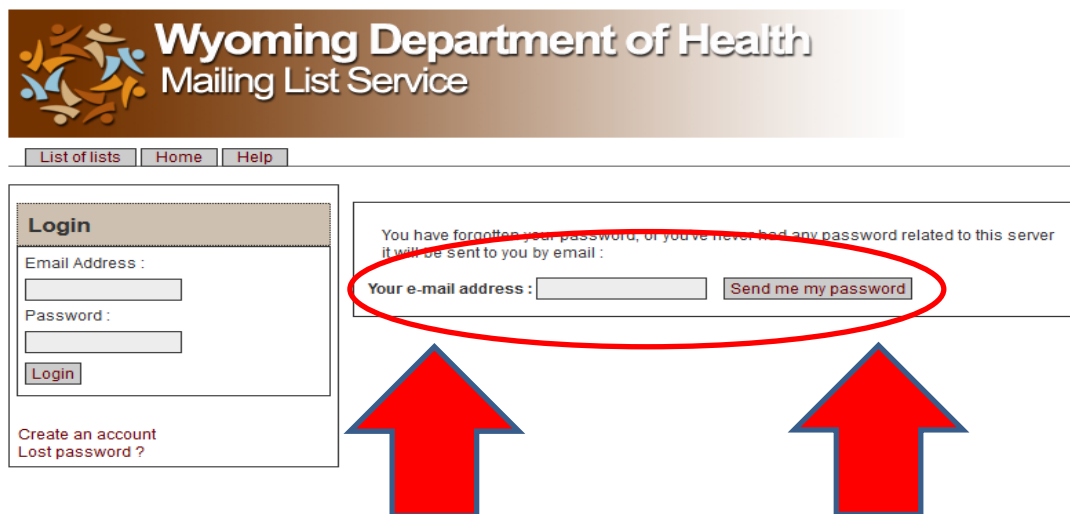 Wyoming Department of Health
Mailing List Service
List of lists Home Help
Login
Email Address :
Password :
Login
Create an account
Lost password ?
You have forgotten your password, or you've never had any password related to this server
it will be sent to you by email :
Your e-mail address : Send me my password